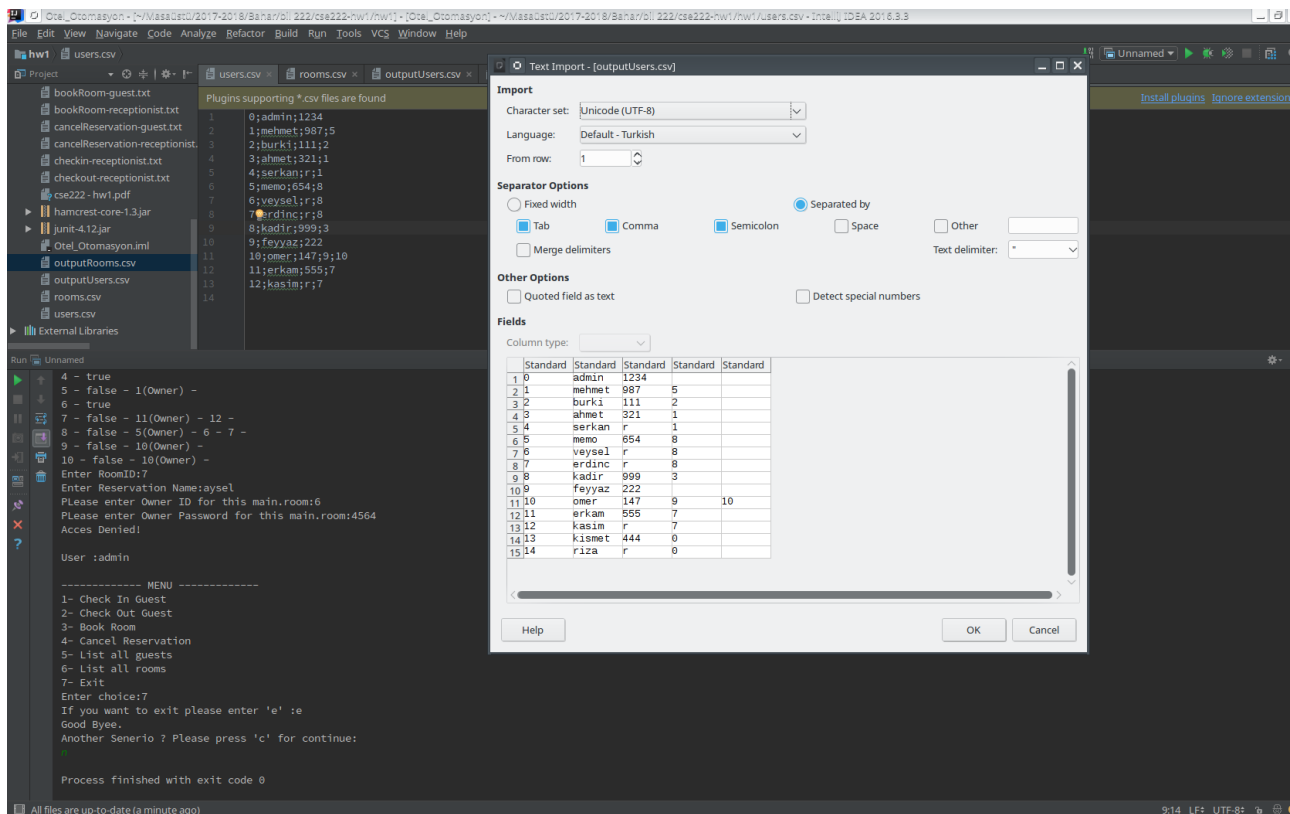 Otel_Otomasyon - [~/Masaüstü/2017-2018/Bahar/bil 222/cse222-hw1/hw1] - [Otel_Otomasyon] - ~/Masaüstü/2017-2018/Bahar/bil 222/cse222-hw1/hw1/users.csv - IntelliJ IDEA 2016.3.3
File Edit View Navigate Code Analyze Refactor Build Run Tools VCS Window Help
hw1 users.csv
Unnamed
Project
users.csv rooms.csv outputUsers.csv
bookRoom-guest.txt
bookRoom-receptionist.txt
cancelReservation-guest.txt
cancelReservation-receptionist.
checkin-receptionist.txt
checkout-receptionist.txt
cse222 - hw1.pdf
hamcrest-core-1.3.jar
junit-4.12.jar
Otel_Otomasyon.iml
outputRooms.csv
outputUsers.csv
rooms.csv
users.csv
External Libraries
Plugins supporting *.csv files are found
Install plugins Ignore extension
1 0;admin;1234
2 1;mehmet;987;5
3 2;burki;111;2
4 3;ahmet;321;1
5 4;serkan;r;1
6 5;memo;654;8
7 6;veysel;r;8
8 7;erdinc;r;8
9 8;kadir;999;3
10 9;feyyaz;222
11 10;omer;147;9;10
12 11;erkam;555;7
13 12;kasim;r;7
14
Text Import - [outputUsers.csv]
Import
Character set: Unicode (UTF-8)
Language: Default - Turkish
From row: 1
Separator Options
Fixed width Separated by
Tab Comma Semicolon Space Other
Merge delimiters Text delimiter: "
Other Options
Quoted field as text Detect special numbers
Fields
Column type:
Standard Standard Standard Standard Standard
1 0 admin 1234
2 1 mehmet 987 5
3 2 burki 111 2
4 3 ahmet 321 1
5 4 serkan r 1
6 5 memo 654 8
7 6 veysel r 8
8 7 erdinc r 8
9 8 kadir 999 3
10 9 feyyaz 222
11 10 omer 147 9 10
12 11 erkam 555 7
13 12 kasim r 7
14 13 kismet 444 0
15 14 riza r 0
Help OK Cancel
Run Unnamed
4 - true
5 - false - 1(Owner) -
6 - true
7 - false - 11(Owner) - 12 -
8 - false - 5(Owner) - 6 - 7 -
9 - false - 10(Owner) -
10 - false - 10(Owner) -
Enter RoomID:7
Enter Reservation Name:aysel
PLease enter Owner ID for this main.room:6
PLease enter Owner Password for this main.room:4564
Acces Denied!
User :admin
------------- MENU -------------
1- Check In Guest
2- Check Out Guest
3- Book Room
4- Cancel Reservation
5- List all guests
6- List all rooms
7- Exit
Enter choice:7
If you want to exit please enter 'e' :e
Good Byee.
Another Senerio ? Please press 'c' for continue:
n
Process finished with exit code 0
All files are up-to-date (a minute ago)
9:14 LF÷ UTF-8÷